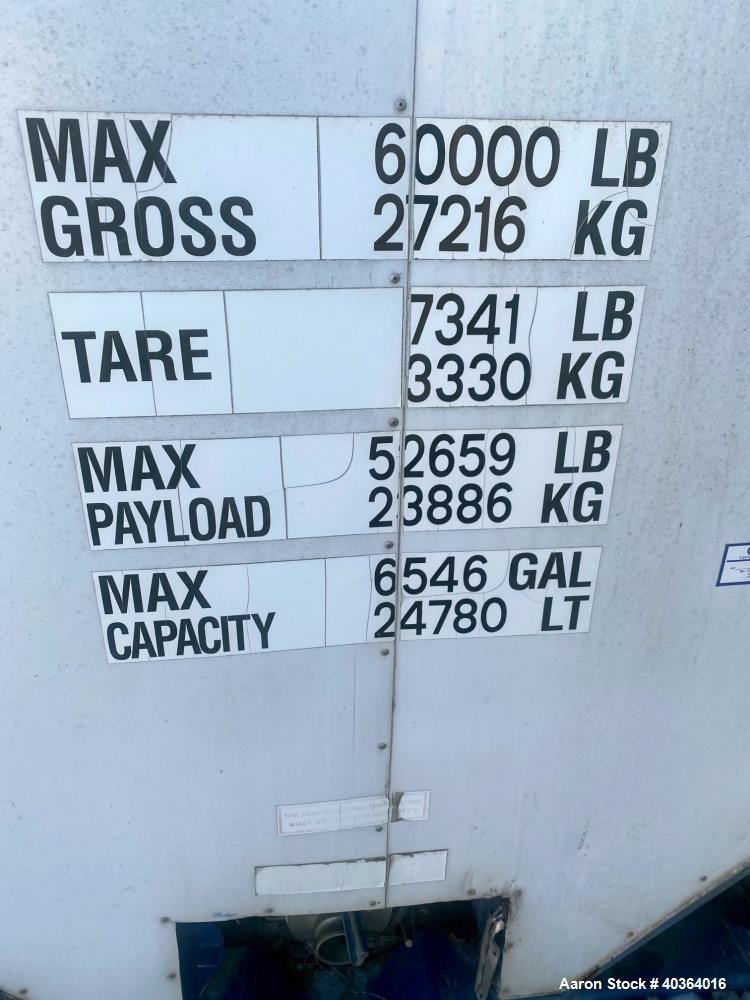 MAX 60000 LB
GROSS 27216 KG
TARE 7341 LB
3330 KG
MAX 52659 LB
PAYLOAD 23886 KG
MAX 6546 GAL
CAPACITY 24780 LT
Aaron Stock # 40364016